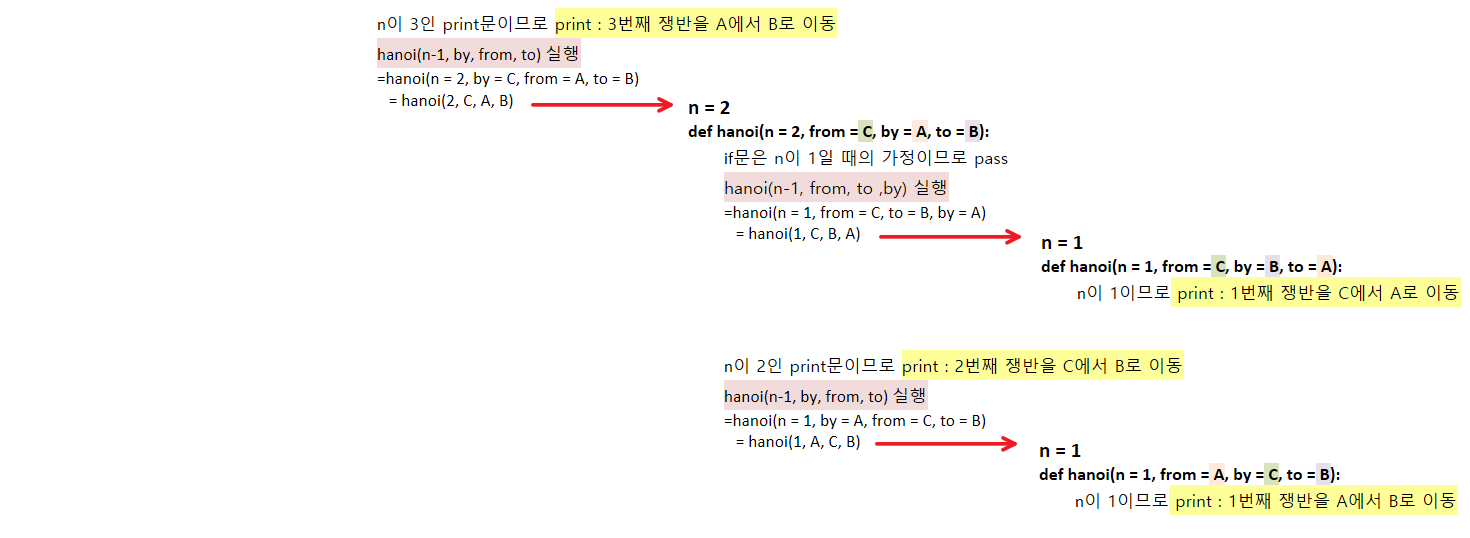 n이 3인 print문이므로 print : 3번째 쟁반을 A에서 B로 이동
hanoi(n-1, by, from, to) 실행
=hanoi(n = 2, by = C, from = A, to = B)
= hanoi(2, C, A, B)
n = 2
def hanoi(n = 2, from = C, by = A, to = B):
if문은 n이 1일 때의 가정이므로 pass
hanoi(n-1, from, to ,by) 실행
=hanoi(n = 1, from = C, to = B, by = A)
= hanoi(1, C, B, A)
n = 1
def hanoi(n = 1, from = C, by = B, to = A):
n이 1이므로 print : 1번째 쟁반을 C에서 A로 이동
n이 2인 print문이므로 print : 2번째 쟁반을 C에서 B로 이동
hanoi(n-1, by, from, to) 실행
=hanoi(n = 1, by = A, from = C, to = B)
= hanoi(1, A, C, B)
n = 1
def hanoi(n = 1, from = A, by = C, to = B):
n이 1이므로 print : 1번째 쟁반을 A에서 B로 이동